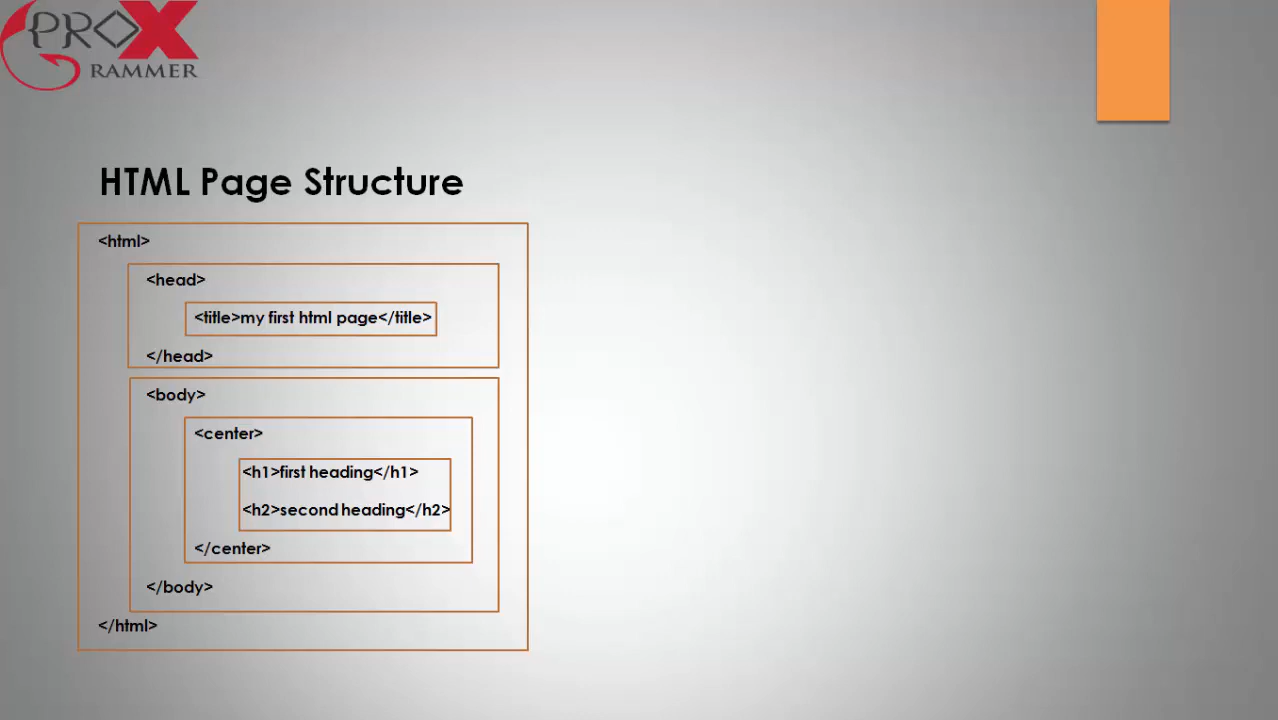 PRO X
RAMMER
HTML Page Structure
<html>
<head>
<title>my first html page</title>
</head>
<body>
<center>
<h1>first heading</h1>
<h2>second heading</h2>
</center>
</body>
</html>